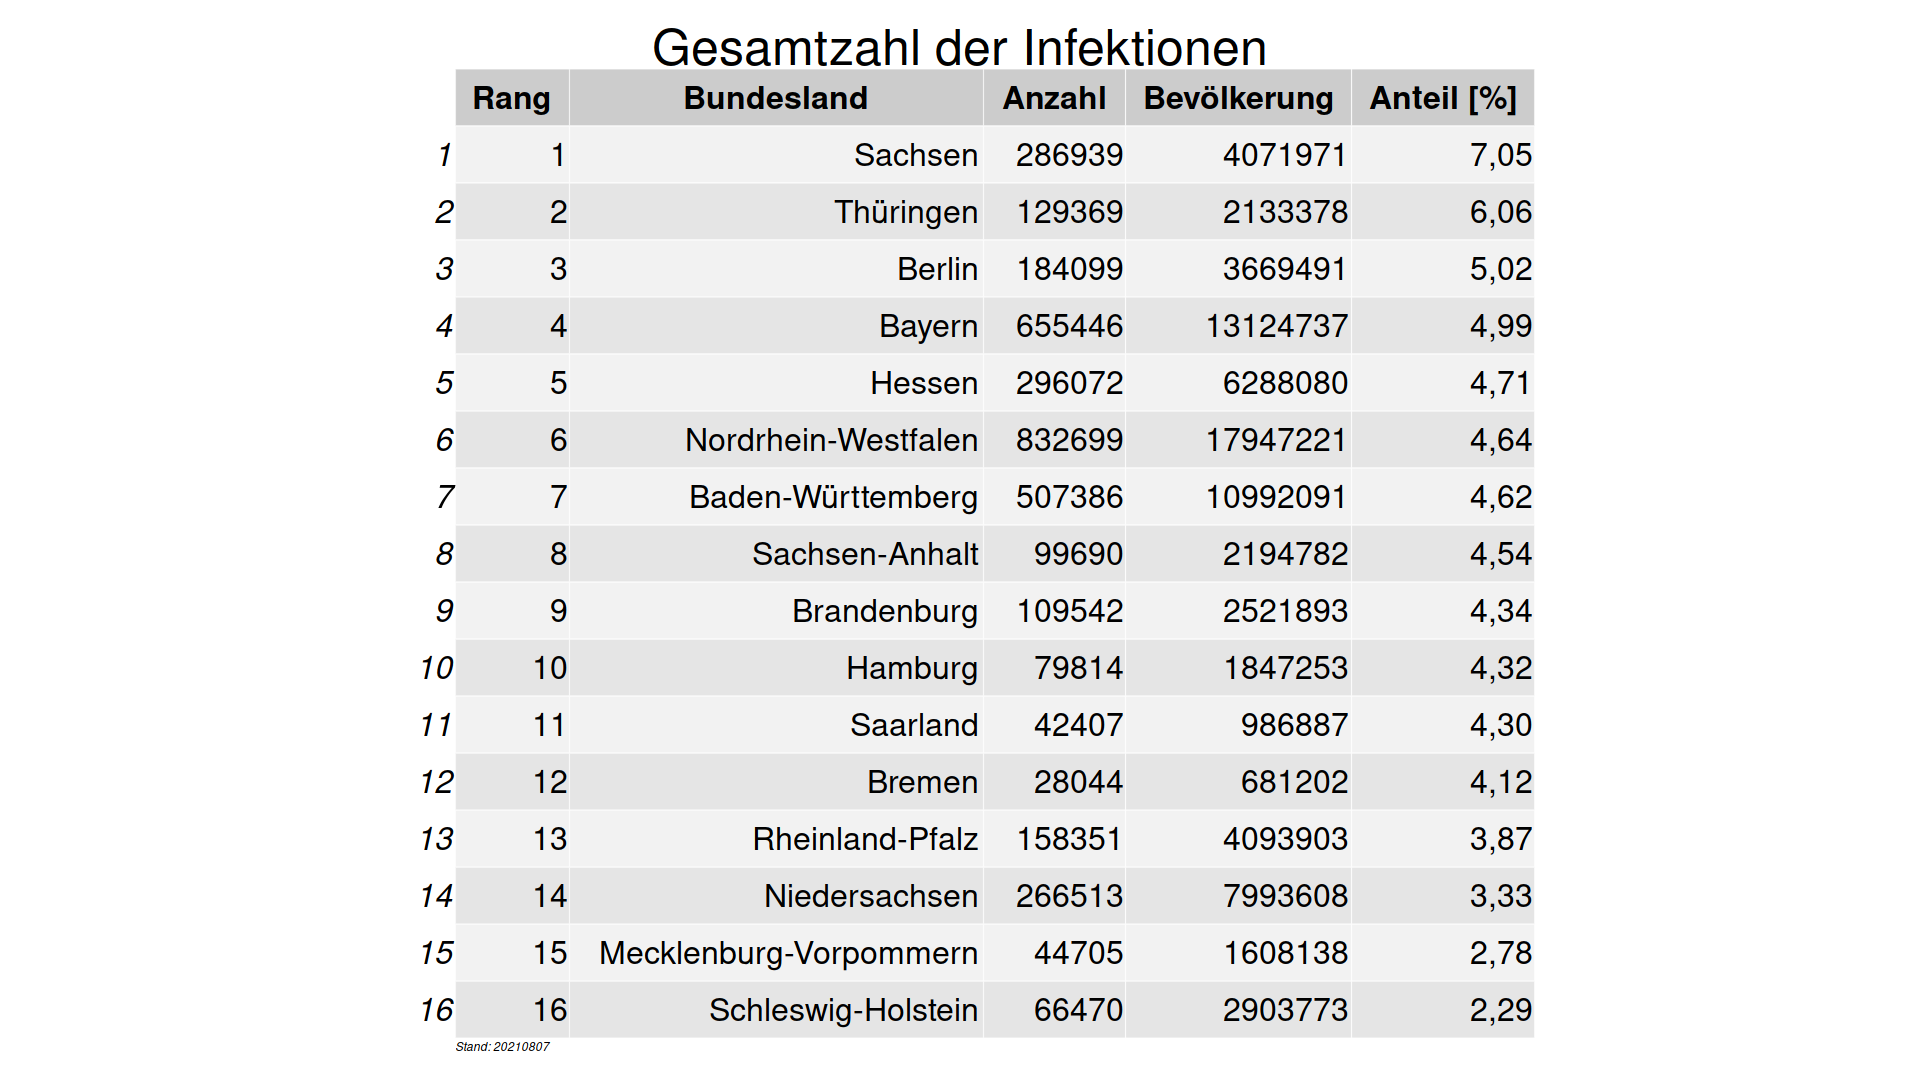 Gesamtzahl der Infektionen
Rang Bundesland Anzahl Bevölkerung Anteil [%]
1 1 Sachsen 286939 4071971 7,05
2 2 Thüringen 129369 2133378 6,06
3 3 Berlin 184099 3669491 5,02
4 4 Bayern 655446 13124737 4,99
5 5 Hessen 296072 6288080 4,71
6 6 Nordrhein-Westfalen 832699 17947221 4,64
7 7 Baden-Württemberg 507386 10992091 4,62
8 8 Sachsen-Anhalt 99690 2194782 4,54
9 9 Brandenburg 109542 2521893 4,34
10 10 Hamburg 79814 1847253 4,32
11 11 Saarland 42407 986887 4,30
12 12 Bremen 28044 681202 4,12
13 13 Rheinland-Pfalz 158351 4093903 3,87
14 14 Niedersachsen 266513 7993608 3,33
15 15 Mecklenburg-Vorpommern 44705 1608138 2,78
16 16 Schleswig-Holstein 66470 2903773 2,29
Stand: 20210807